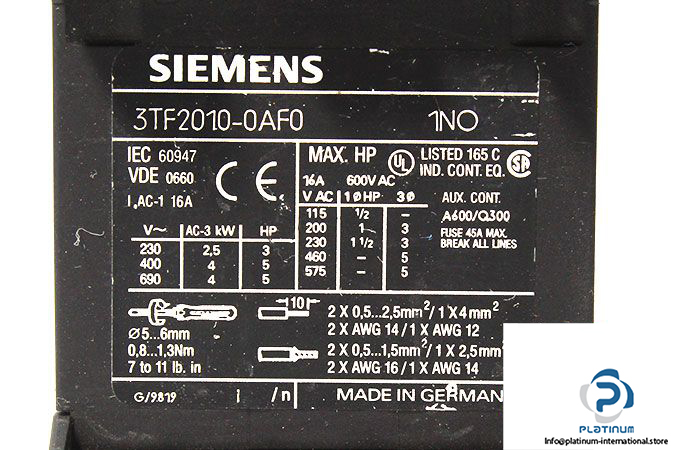 SIEMENS
3TF2010-0AF0 1NO
IEC 60947
VDE 0660
I, AC-1 16A
CE
V~ AC-3 kW HP
230 2,5 3
400 4 5
690 4 5
MAX. HP
16A 600V AC
V AC 1ØHP 3Ø
115 1/2 –
200 1 3
230 1 1/2 3
460 – 5
575 – 5
UL LISTED 165 C
IND. CONT. EQ. SA
AUX. CONT.
A600/Q300
FUSE 45A MAX.
BREAK ALL LINES
Ø5...6mm
0,8...1,3Nm
7 to 11 lb. in
10
2 X 0,5...2,5mm²/1 X 4mm²
2 X AWG 14/1 X AWG 12
2 X 0,5...1,5mm²/1 X 2,5mm
2 X AWG 16/1 X AWG 14
G/9819 i /n
MADE IN GERMAN
PLATINUM
info@platinum-international.store